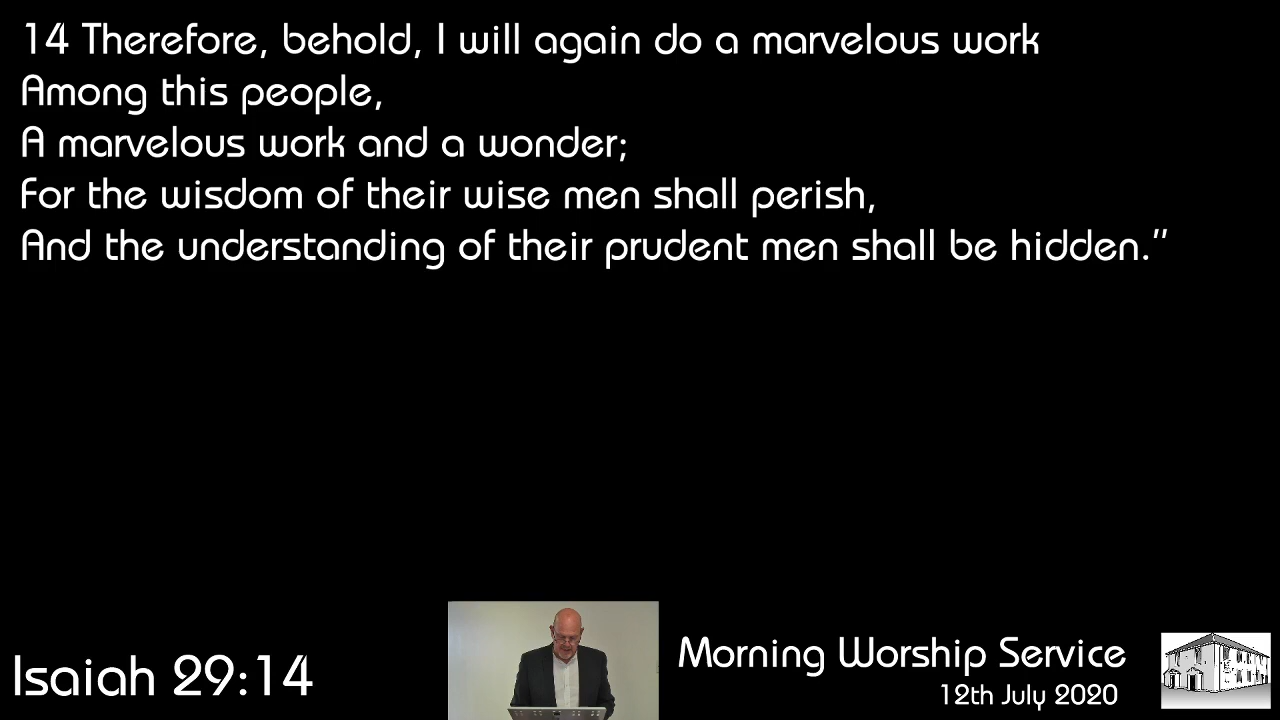 14 Therefore, behold, I will again do a marvelous work
Among this people,
A marvelous work and a wonder;
For the wisdom of their wise men shall perish,
And the understanding of their prudent men shall be hidden.”
Isaiah 29:14
Morning Worship Service
12th July 2020